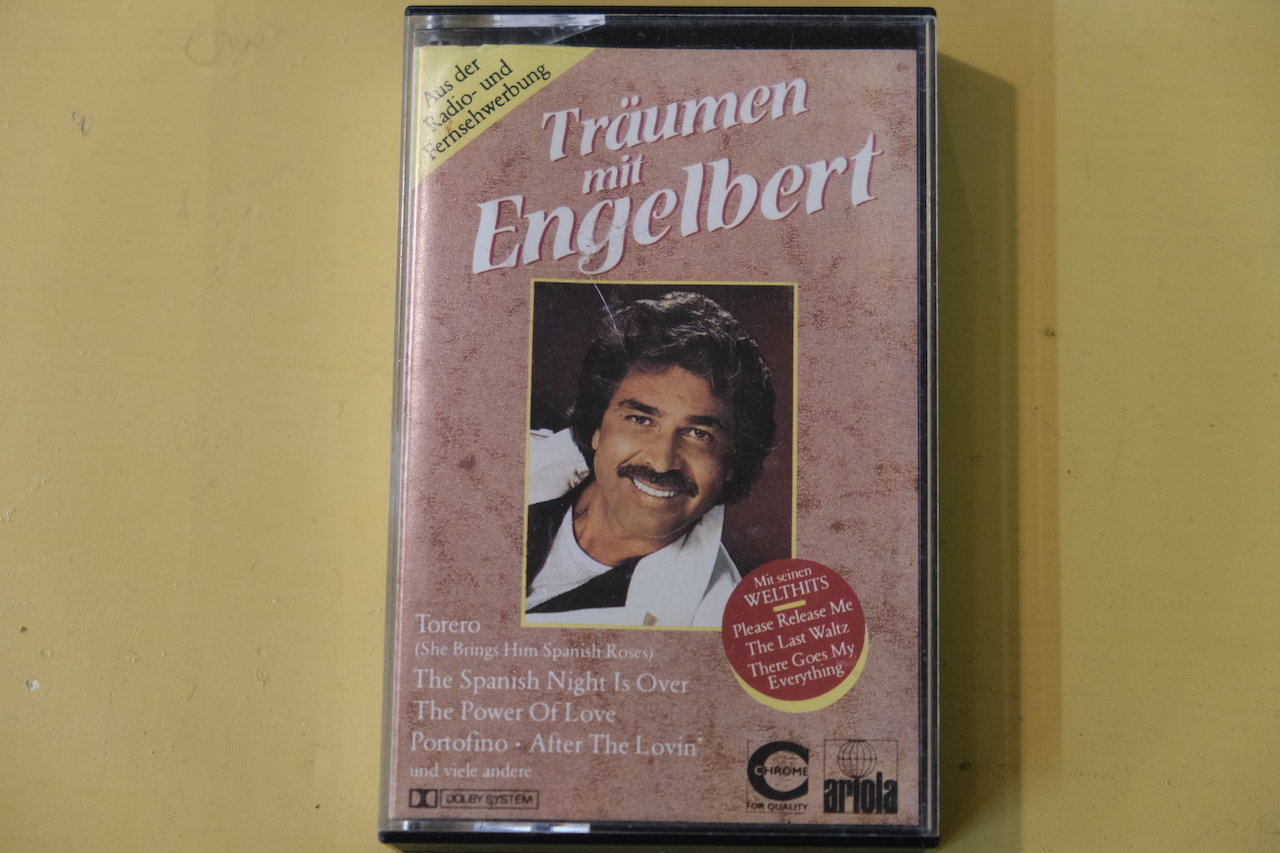 Aus der
Radio- und
Fernsehwerbung
Träumen
mit
Engelbert
Mit seinen
WELTHITS
Please Release Me
The Last Waltz
There Goes My
Everything
Torero
(She Brings Him Spanish Roses)
The Spanish Night Is Over
The Power Of Love
Portofino · After The Lovin'
und viele andere
DOLBY SYSTEM
CHROME
FOR QUALITY
ariola